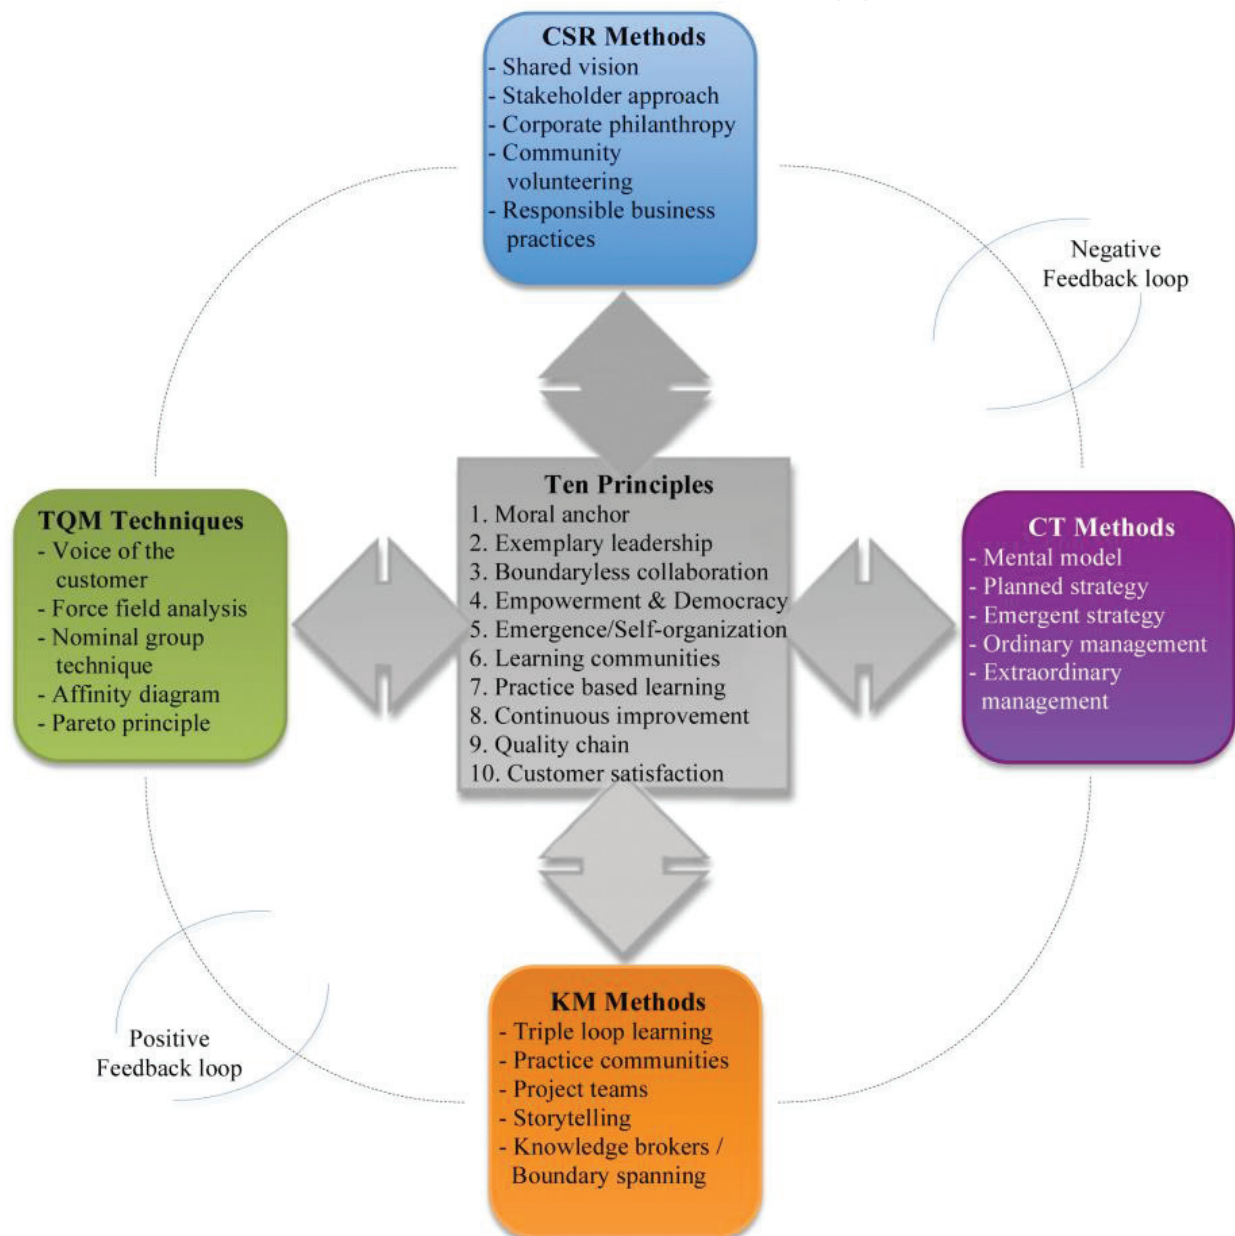 CSR Methods
- Shared vision
- Stakeholder approach
- Corporate philanthropy
- Community
volunteering
- Responsible business
practices
Negative
Feedback loop
TQM Techniques
- Voice of the
customer
- Force field analysis
- Nominal group
technique
- Affinity diagram
- Pareto principle
Ten Principles
1. Moral anchor
2. Exemplary leadership
3. Boundaryless collaboration
4. Empowerment & Democracy
5. Emergence/Self-organization
6. Learning communities
7. Practice based learning
8. Continuous improvement
9. Quality chain
10. Customer satisfaction
CT Methods
- Mental model
- Planned strategy
- Emergent strategy
- Ordinary management
- Extraordinary
management
Positive
Feedback loop
KM Methods
- Triple loop learning
- Practice communities
- Project teams
- Storytelling
- Knowledge brokers /
Boundary spanning